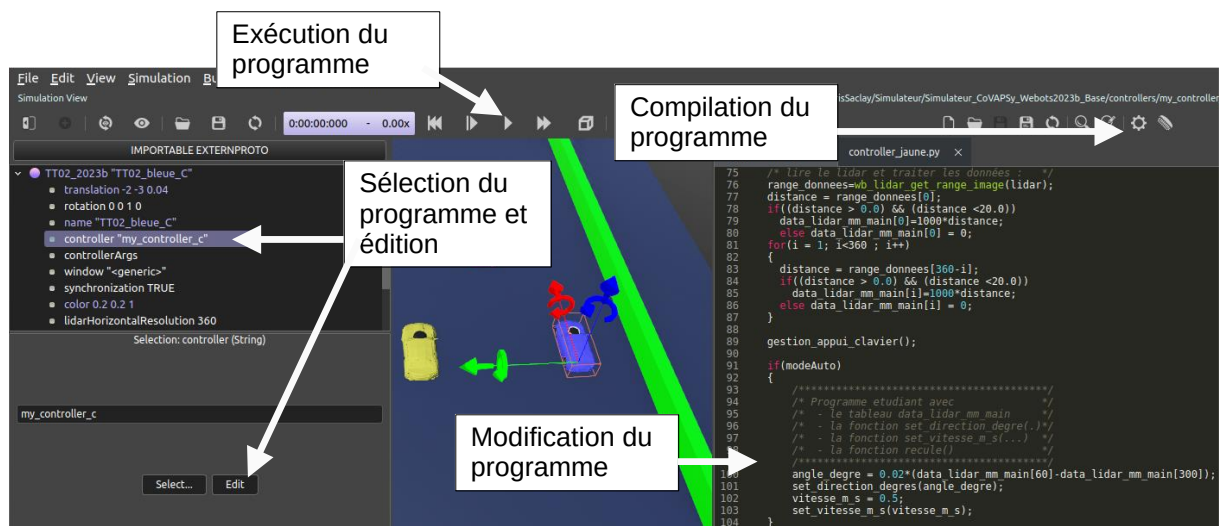 Exécution du
programme
File Edit View Simulation Bu
Simulation View
isSaclay/Simulateur/Simulateur_CoVAPSy_Webots2023b_Base/controllers/my_controller
Compilation du
programme
0:00:00:000 - 0.00x
IMPORTABLE EXTERNPROTO
TT02_2023b "TT02_bleue_C"
translation -2 -3 0.04
rotation 0 0 1 0
name "TT02_bleue_C"
controller "my_controller_c"
controllerArgs
window "<generic>"
synchronization TRUE
color 0.2 0.2 1
lidarHorizontalResolution 360
Sélection du
programme et
édition
Selection: controller (String)
my_controller_c
Select... Edit
controller_jaune.py ×
75 /* lire le lidar et traiter les données : */
76 range_donnees=wb_lidar_get_range_image(lidar);
77 distance = range_donnees[0];
78 if((distance > 0.0) && (distance <20.0))
79 data_lidar_mm_main[0]=1000*distance;
80 else data_lidar_mm_main[0] = 0;
81 for(i = 1; i<360 ; i++)
82 {
83 distance = range_donnees[360-i];
84 if((distance > 0.0) && (distance <20.0))
85 data_lidar_mm_main[i]=1000*distance;
86 else data_lidar_mm_main[i] = 0;
87 }
88
89 gestion_appui_clavier();
90
91 if(modeAuto)
92 {
93 /****************************************/
94 /* Programme etudiant avec */
95 /* - le tableau data_lidar_mm_main */
96 /* - la fonction set_direction_degre(.)*/
97 /* - la fonction set_vitesse_m_s(...) */
/* - la fonction recule() */
/****************************************/
100 angle_degre = 0.02*(data_lidar_mm_main[60]-data_lidar_mm_main[300]);
101 set_direction_degres(angle_degre);
102 vitesse_m_s = 0.5;
103 set_vitesse_m_s(vitesse_m_s);
104 }
Modification du
programme